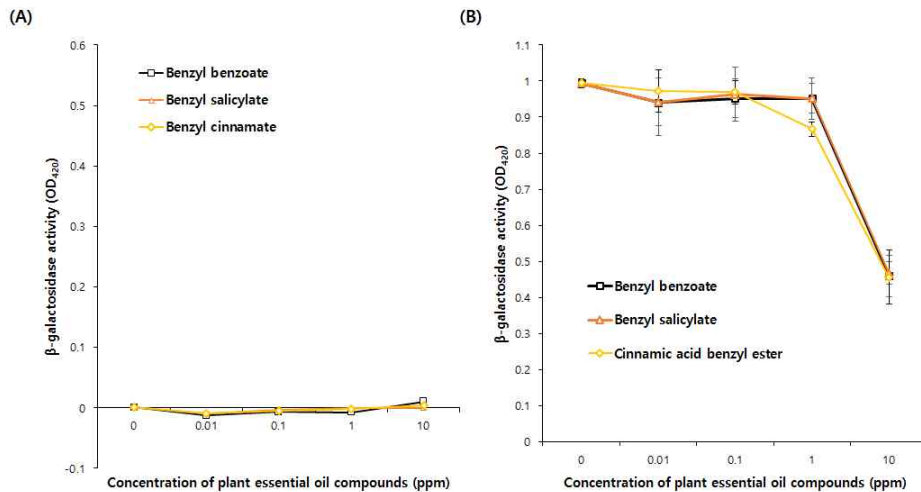 (A)
0.6
0.5
0.4
0.3
0.2
0.1
0
-0.1
β-galactosidase activity (OD420)
Benzyl benzoate
Benzyl salicylate
Benzyl cinnamate
0 0.01 0.1 1 10
Concentration of plant essential oil compounds (ppm)
(B)
1.1
1
0.9
0.8
0.7
0.6
0.5
0.4
0.3
0.2
0.1
0
β-galactosidase activity (OD420)
Benzyl benzoate
Benzyl salicylate
Cinnamic acid benzyl ester
0 0.01 0.1 1 10
Concentration of plant essential oil compounds (ppm)